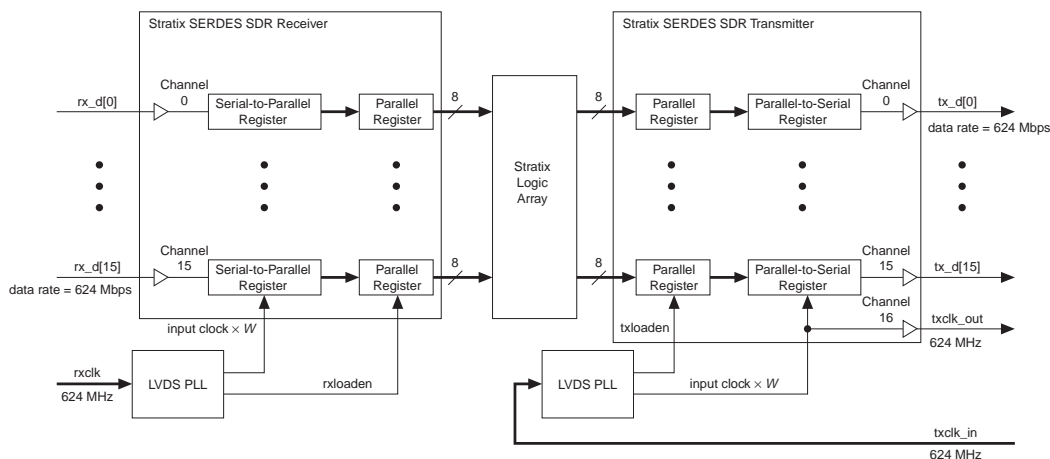 Stratix SERDES SDR Receiver
Stratix SERDES SDR Transmitter
rx_d[0]
Channel
0
Serial-to-Parallel
Register
Parallel
Register
8
Stratix
Logic
Array
8
Parallel
Register
Parallel-to-Serial
Register
Channel
0
tx_d[0]
data rate = 624 Mbps
rx_d[15]
data rate = 624 Mbps
Channel
15
Serial-to-Parallel
Register
Parallel
Register
8
8
Parallel
Register
Parallel-to-Serial
Register
Channel
15
tx_d[15]
Channel
16
txclk_out
624 MHz
input clock × W
txloaden
rxclk
624 MHz
LVDS PLL
rxloaden
LVDS PLL
input clock × W
txclk_in
624 MHz